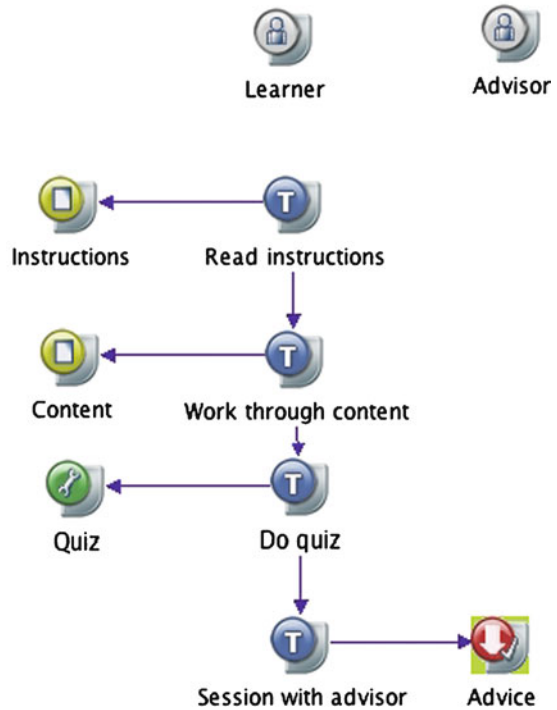 Learner Advisor
T
Instructions Read instructions
T
Content Work through content
T
Quiz Do quiz
T
Session with advisor Advice